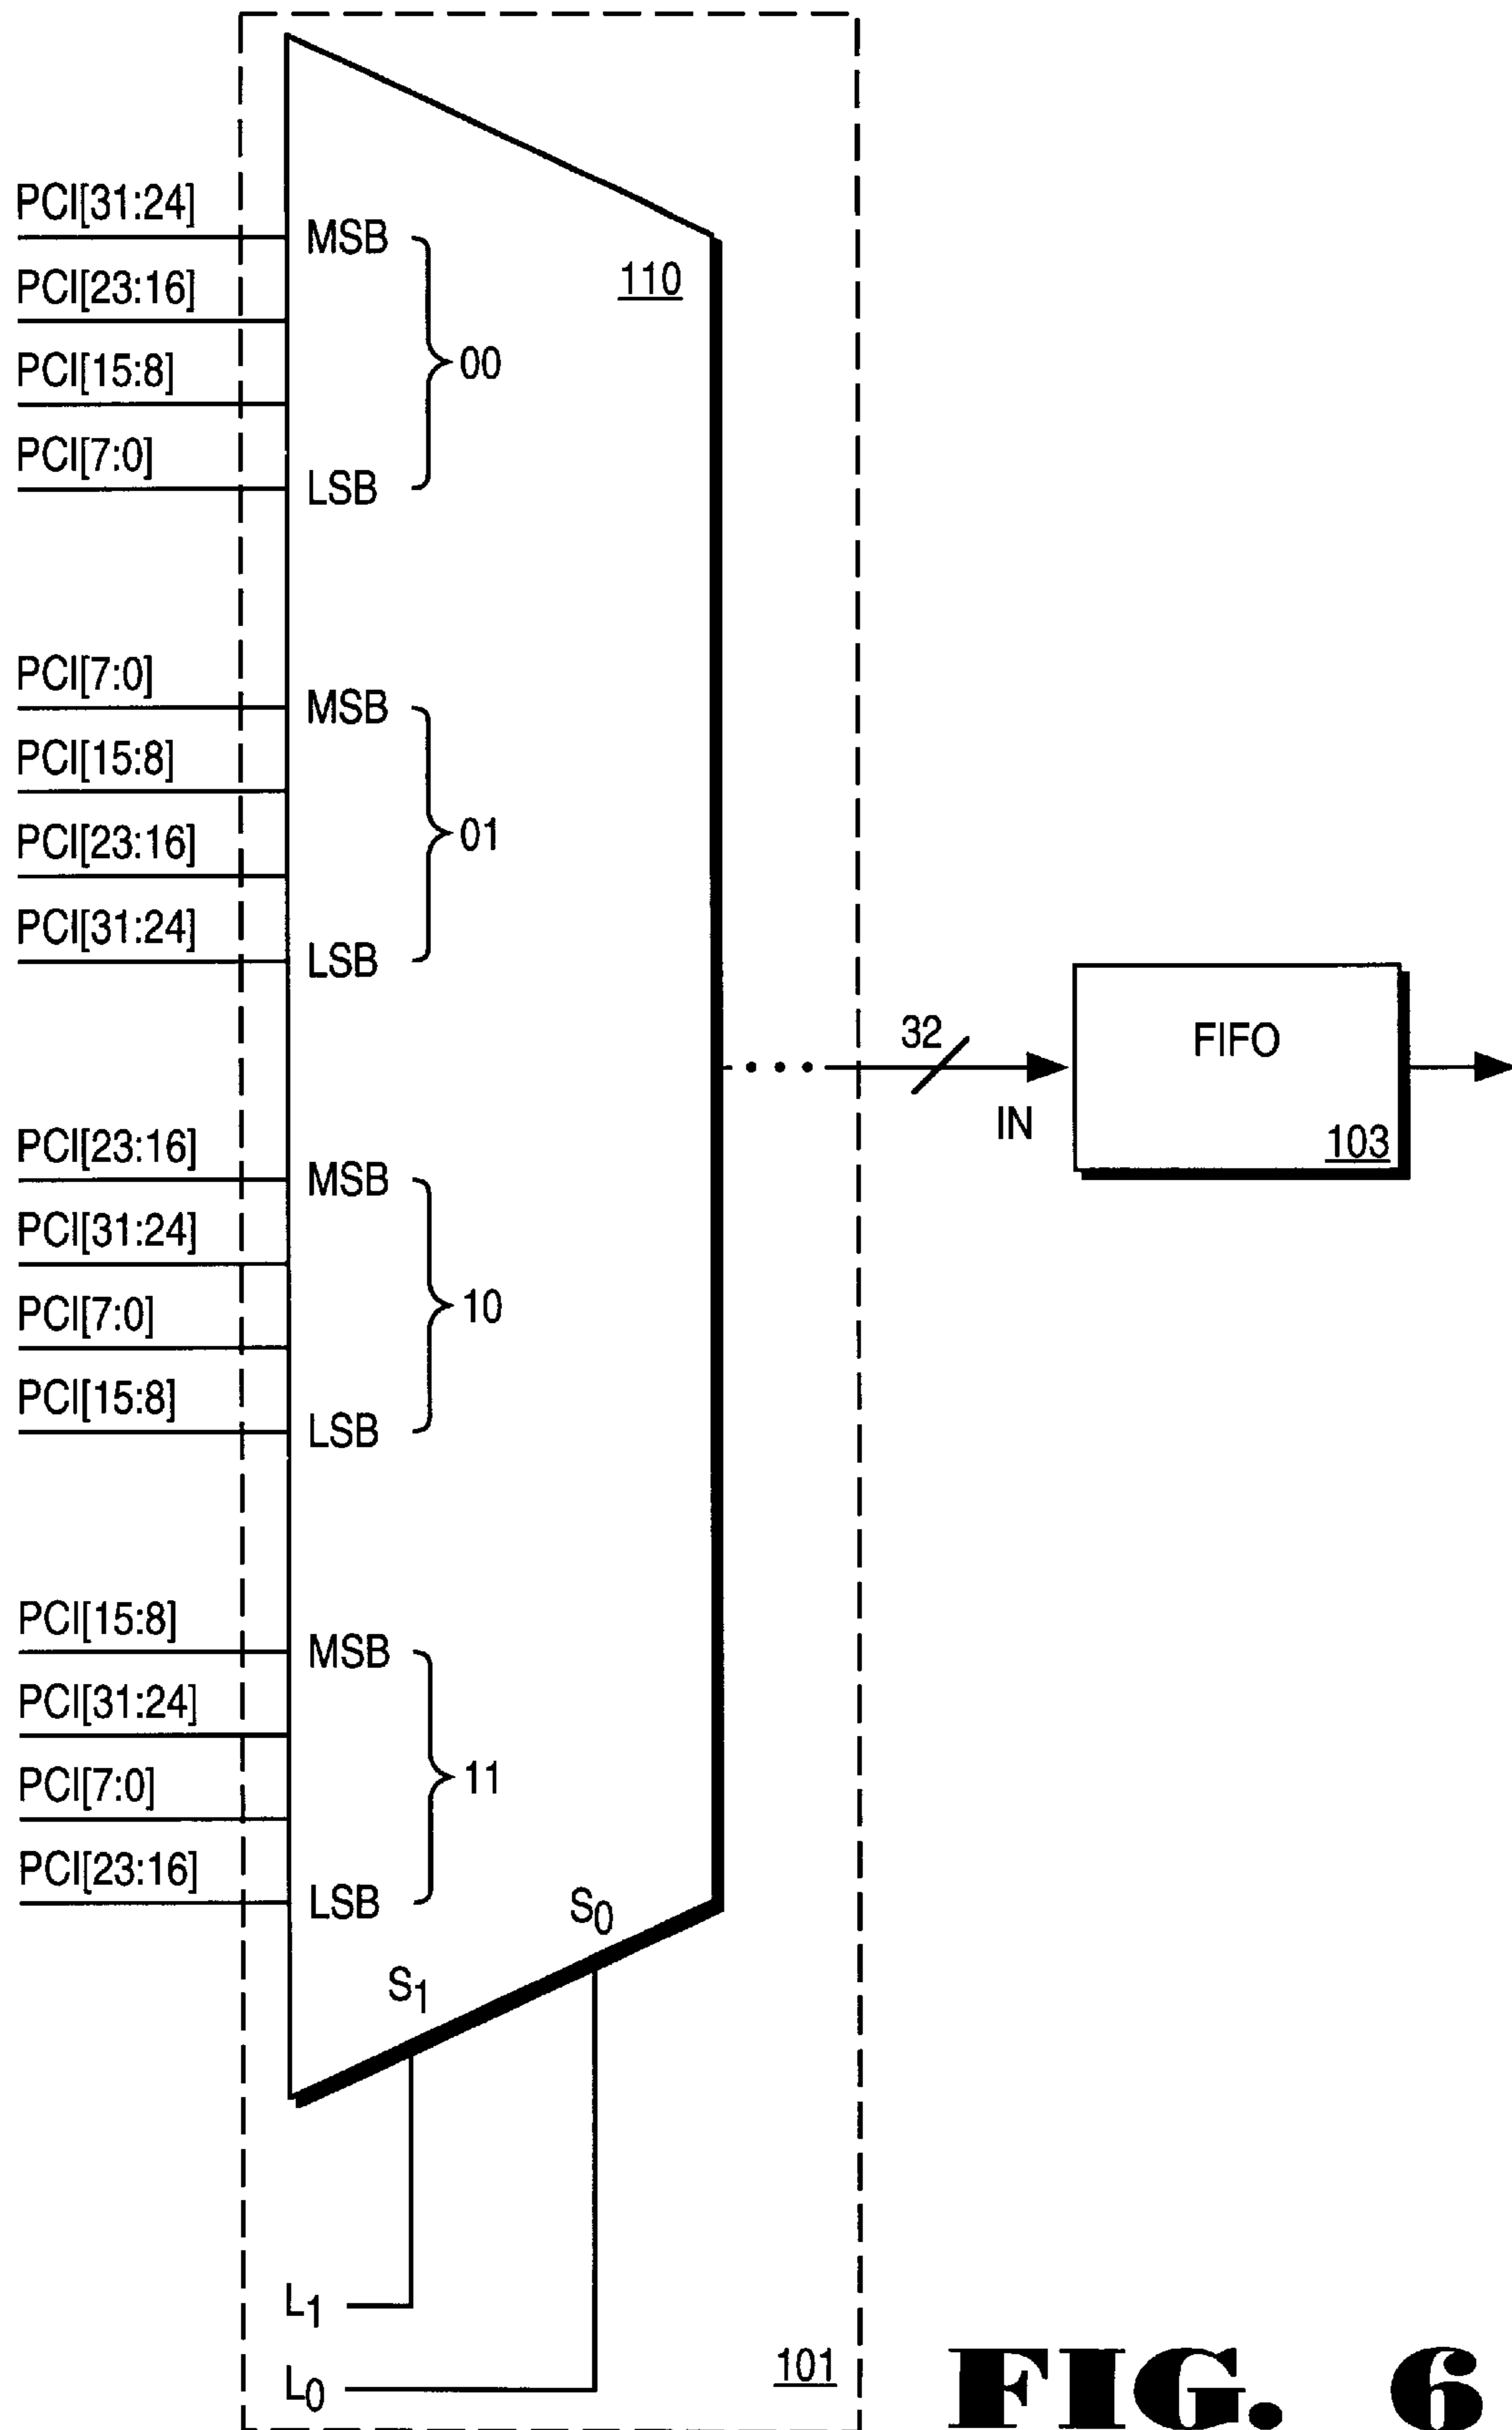 PCI[31:24]
MSB
110
PCI[23:16]
PCI[15:8]
00
PCI[7:0]
LSB
PCI[7:0]
MSB
PCI[15:8]
PCI[23:16]
01
PCI[31:24]
LSB
32
FIFO
IN
103
PCI[23:16]
MSB
PCI[31:24]
PCI[7:0]
10
PCI[15:8]
LSB
PCI[15:8]
MSB
PCI[31:24]
PCI[7:0]
11
PCI[23:16]
LSB
S0
S1
L1
L0
101
FIG. 6